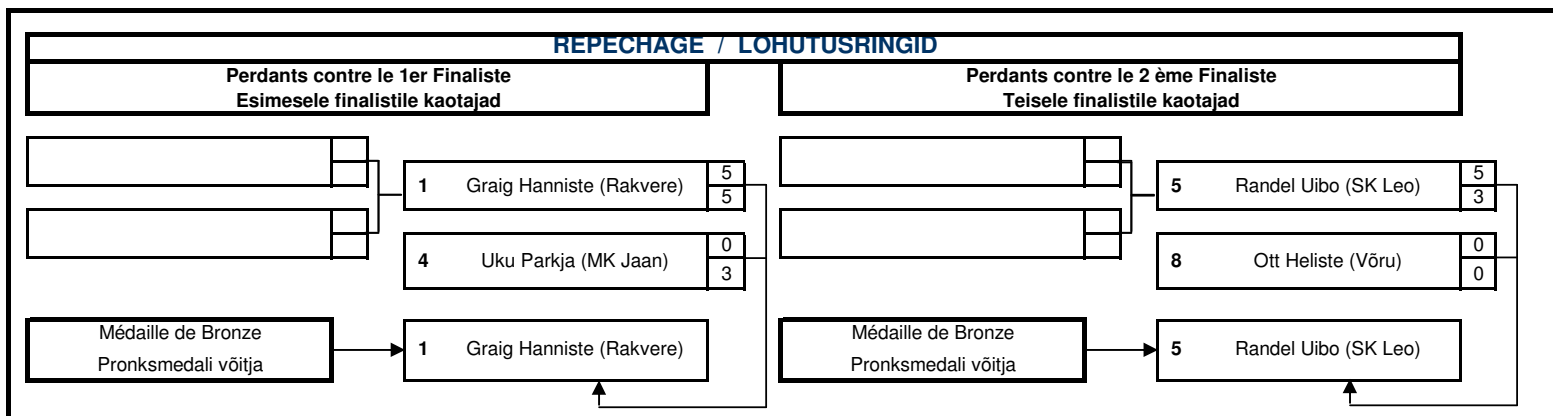 REPECHAGE / LOHUTUSRINGID
Perdants contre le 1er Finaliste
Esimesele finalistile kaotajad
Perdants contre le 2 ème Finaliste
Teisele finalistile kaotajad
1 Graig Hanniste (Rakvere) 5
5
4 Uku Parkja (MK Jaan) 0
3
5 Randel Uibo (SK Leo) 5
3
8 Ott Heliste (Võru) 0
0
Médaille de Bronze
Pronksmedali võitja
1 Graig Hanniste (Rakvere)
Médaille de Bronze
Pronksmedali võitja
5 Randel Uibo (SK Leo)